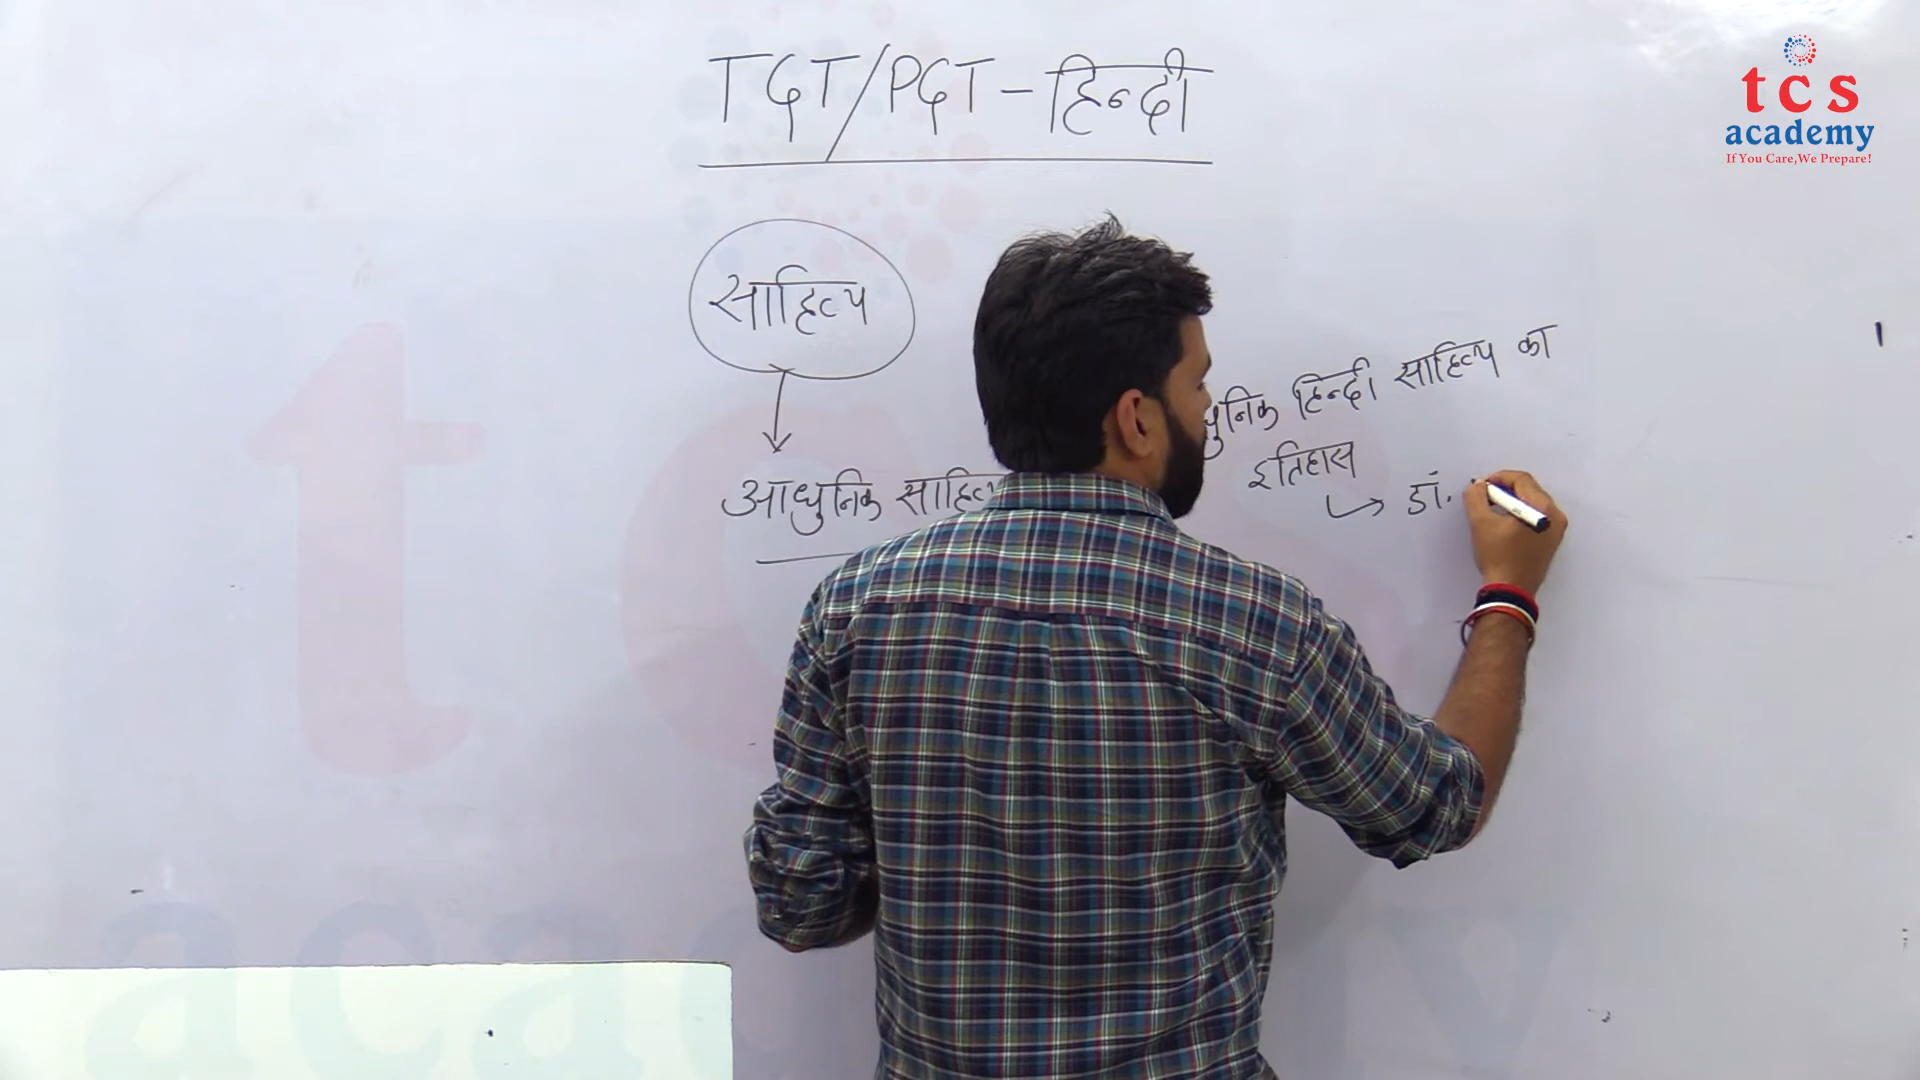 TGT/PGT - हिन्दी
tcs
academy
If You Care,We Prepare!
साहित्य
हिन्दी साहित्य का
इतिहास
डॉ.
आधुनिक